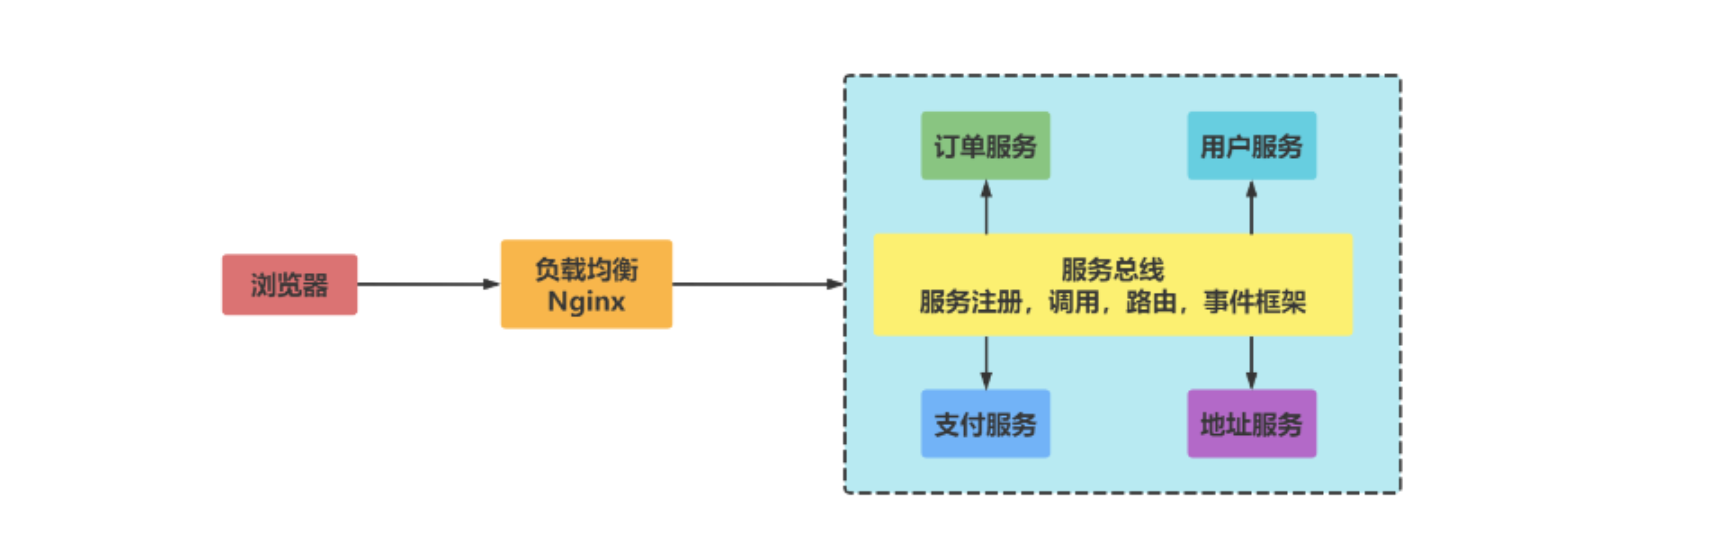 订单服务
用户服务
浏览器
负载均衡
Nginx
服务总线
服务注册，调用，路由，事件框架
支付服务
地址服务